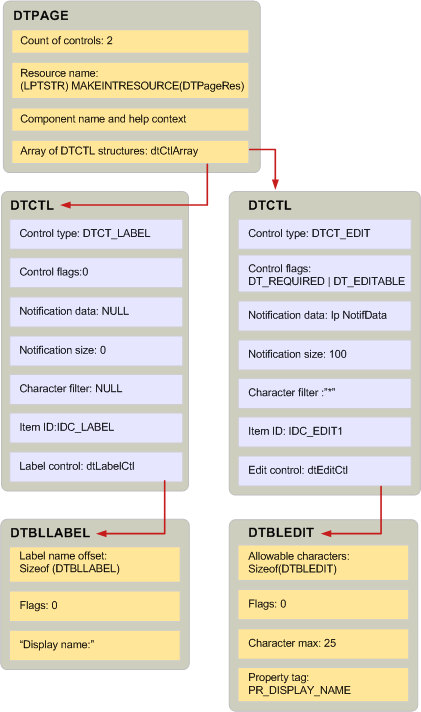 DTPAGE
Count of controls: 2
Resource name:
(LPTSTR) MAKEINTRESOURCE(DTPageRes)
Component name and help context
Array of DTCTL structures: dtCtlArray
DTCTL
Control type: DTCT_LABEL
Control flags:0
Notification data: NULL
Notification size: 0
Character filter: NULL
Item ID:IDC_LABEL
Label control: dtLabelCtl
DTCTL
Control type: DTCT_EDIT
Control flags:
DT_REQUIRED | DT_EDITABLE
Notification data: lp NotifData
Notification size: 100
Character filter :"*"
Item ID: IDC_EDIT1
Edit control: dtEditCtl
DTBLLABEL
Label name offset:
Sizeof (DTBLLABEL)
Flags: 0
“Display name:”
DTBLEDIT
Allowable characters:
Sizeof(DTBLEDIT)
Flags: 0
Character max: 25
Property tag:
PR_DISPLAY_NAME